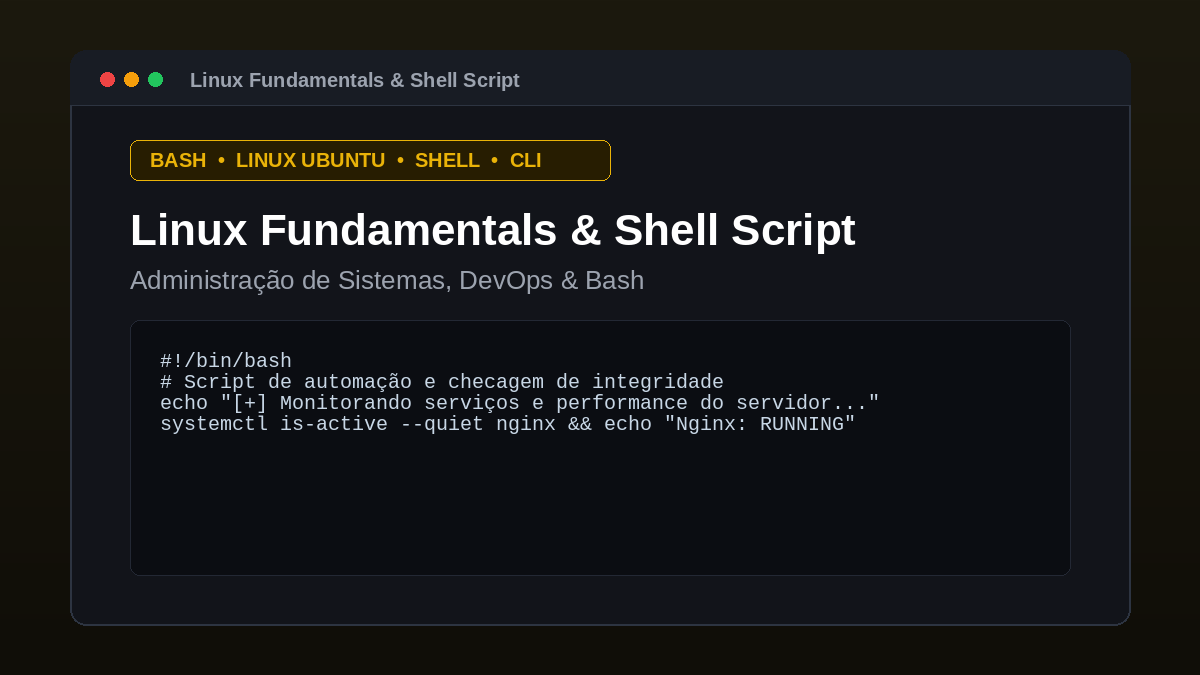 Linux Fundamentals & Shell Script
BASH • LINUX UBUNTU • SHELL • CLI
Linux Fundamentals & Shell Script
Administração de Sistemas, DevOps & Bash
#!/bin/bash
# Script de automação e checagem de integridade
echo "[+] Monitorando serviços e performance do servidor..."
systemctl is-active --quiet nginx && echo "Nginx: RUNNING"